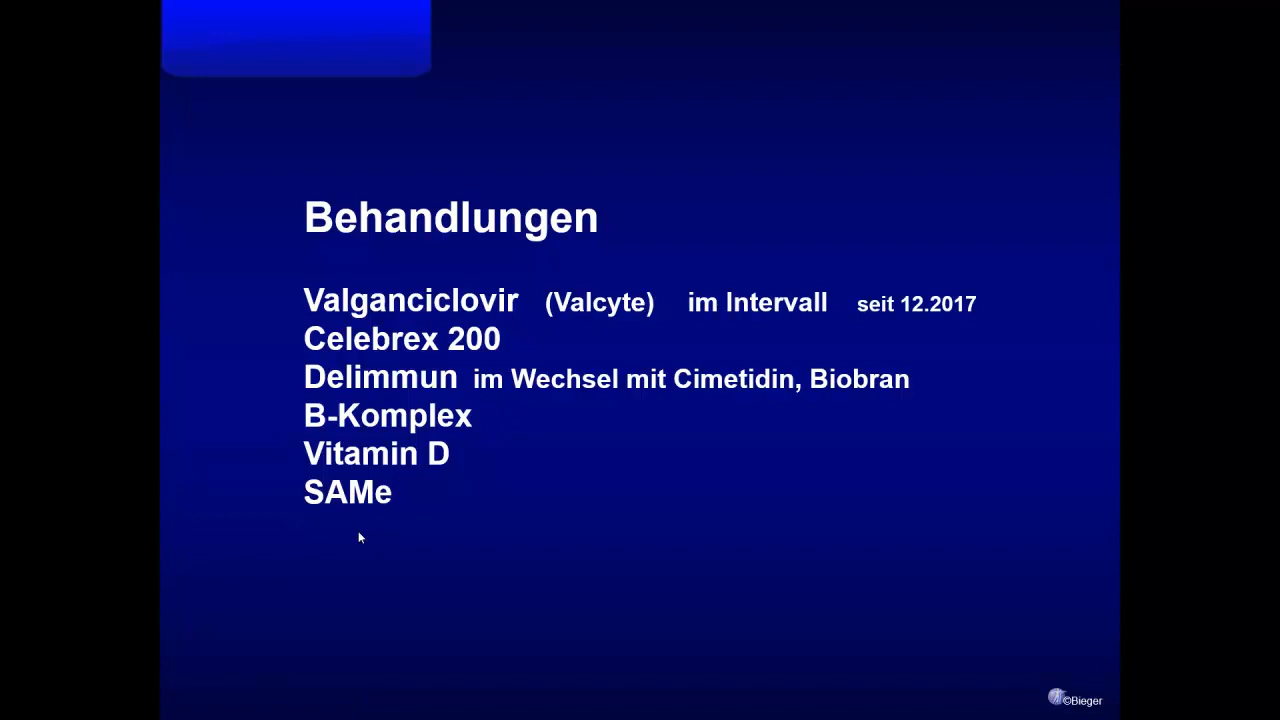 Behandlungen
Valganciclovir (Valcyte) im Intervall seit 12.2017
Celebrex 200
Delimmun im Wechsel mit Cimetidin, Biobran
B-Komplex
Vitamin D
SAMe
©Bieger